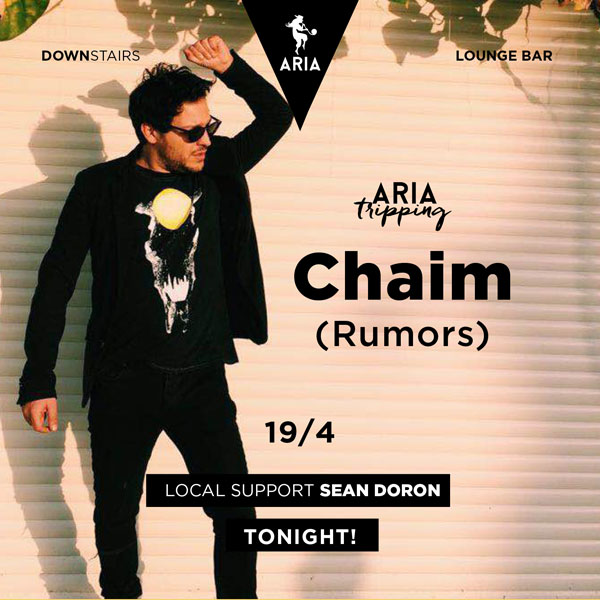 DOWNSTAIRS
ARIA
LOUNGE BAR
ARIA
tripping
Chaim
(Rumors)
19/4
LOCAL SUPPORT SEAN DORON
TONIGHT!